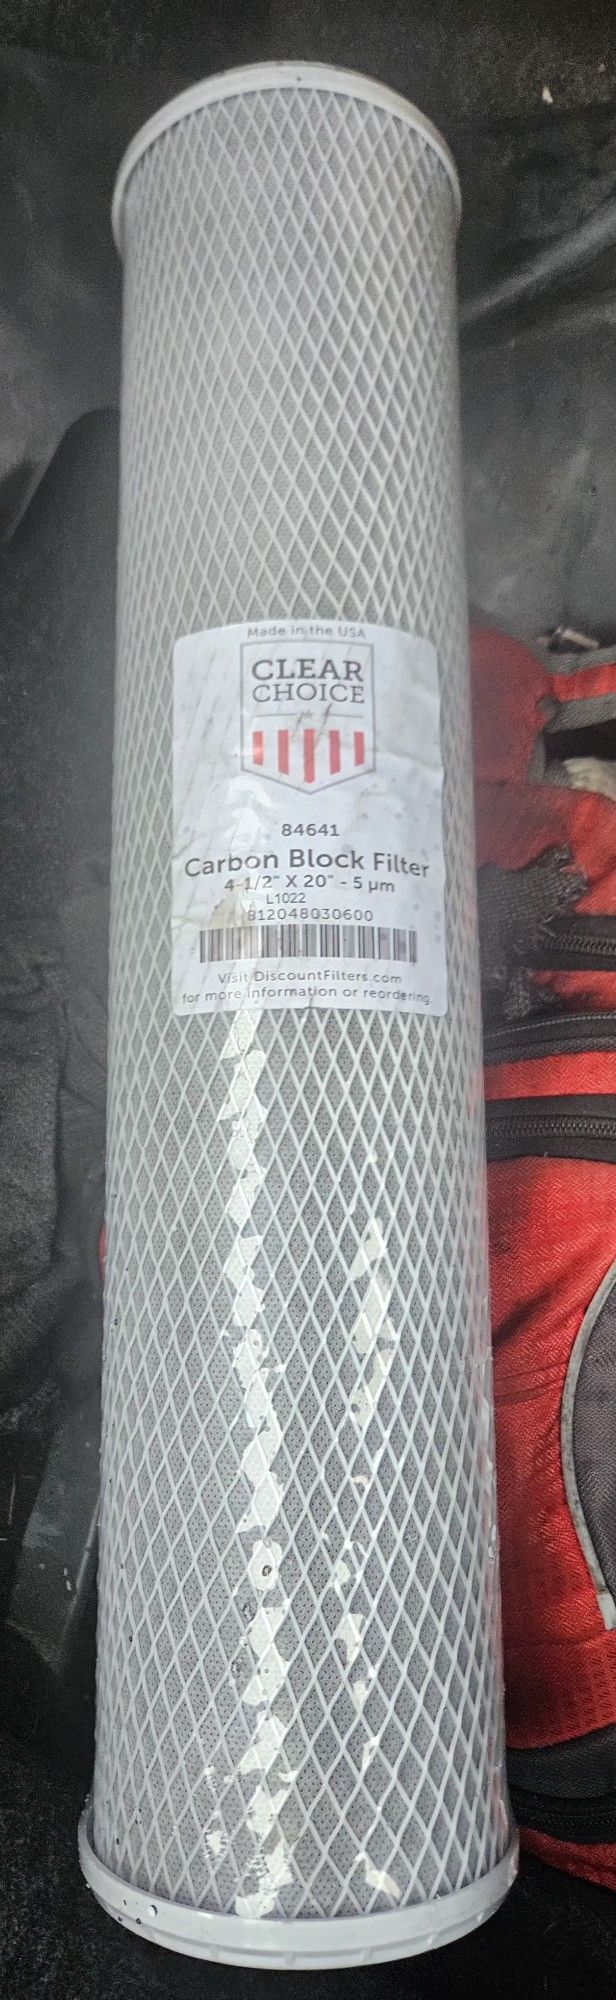 Made in the USA
CLEAR
CHOICE
84641
Carbon Block Filter
4-1/2" X 20" - 5 µm
L1022
812048030600
Visit DiscountFilters.com
for more information or reordering.